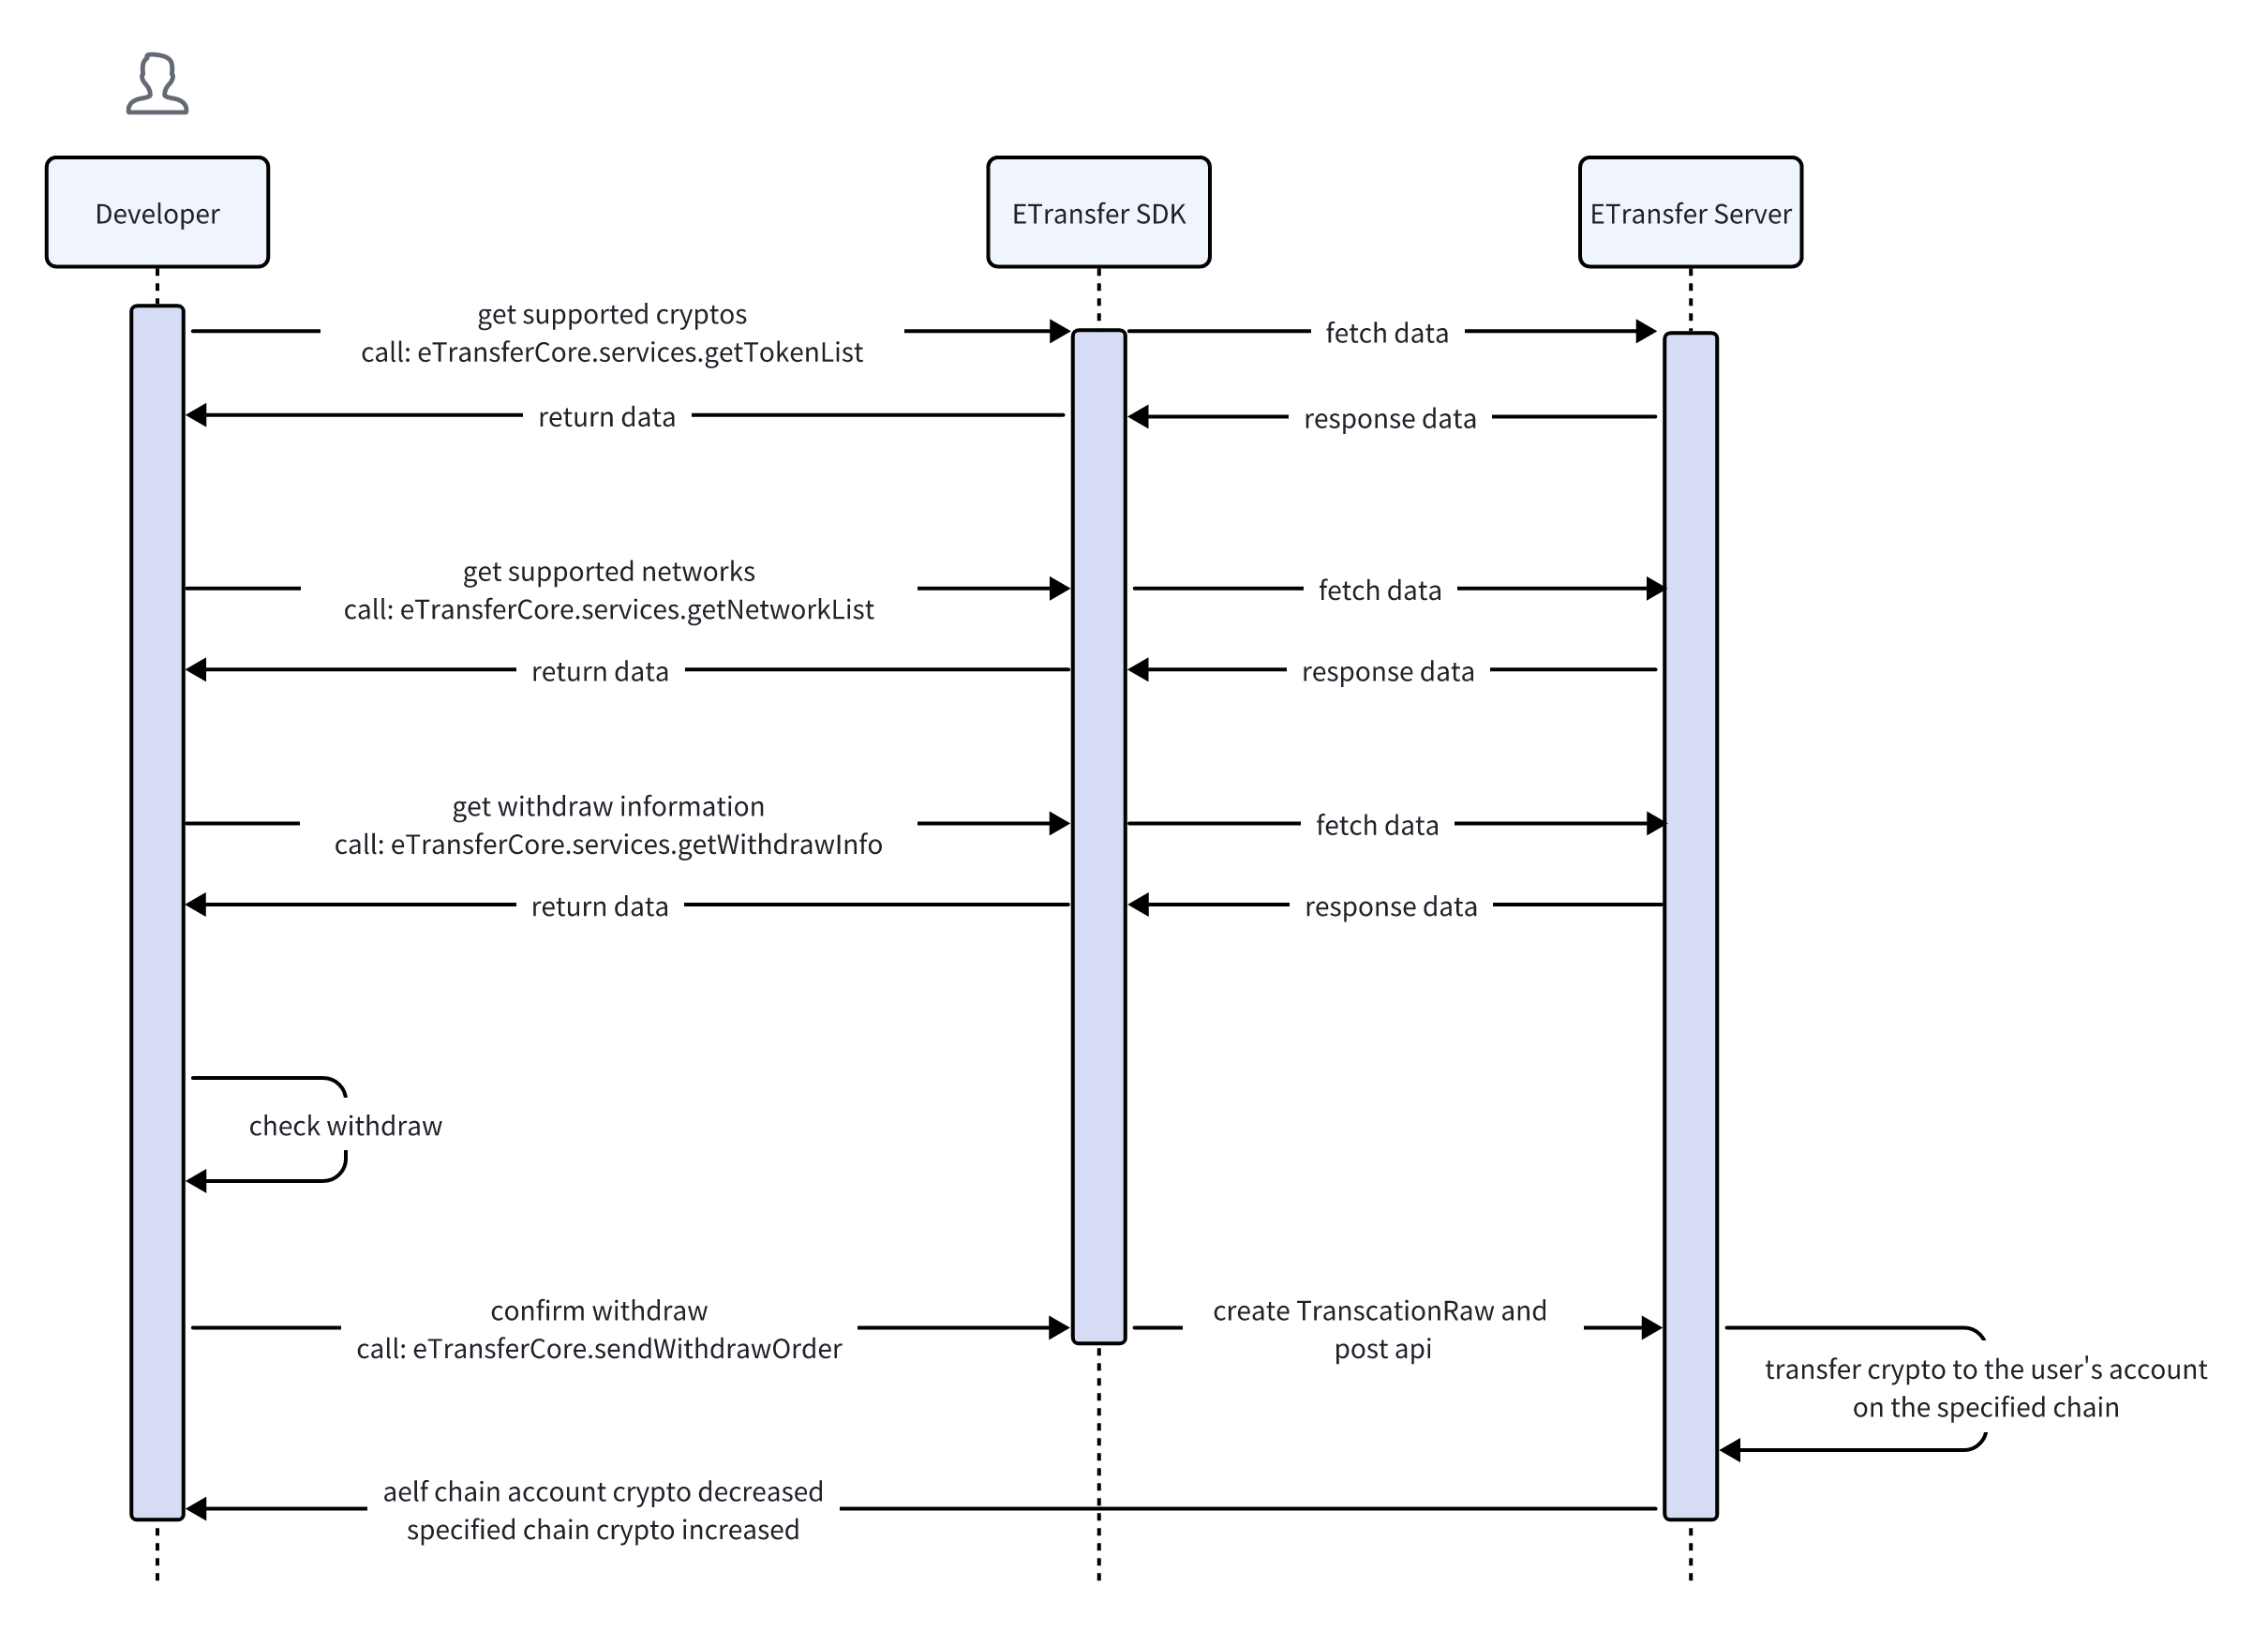 Developer
ETransfer SDK
ETransfer Server
get supported cryptos
call: eTransferCore.services.getTokenList
fetch data
return data
response data
get supported networks
call: eTransferCore.services.getNetworkList
fetch data
return data
response data
get withdraw information
call: eTransferCore.services.getWithdrawInfo
fetch data
return data
response data
check withdraw
confirm withdraw
call: eTransferCore.sendWithdrawOrder
create TranscationRaw and
post api
transfer crypto to the user's account
on the specified chain
aelf chain account crypto decreased
specified chain crypto increased